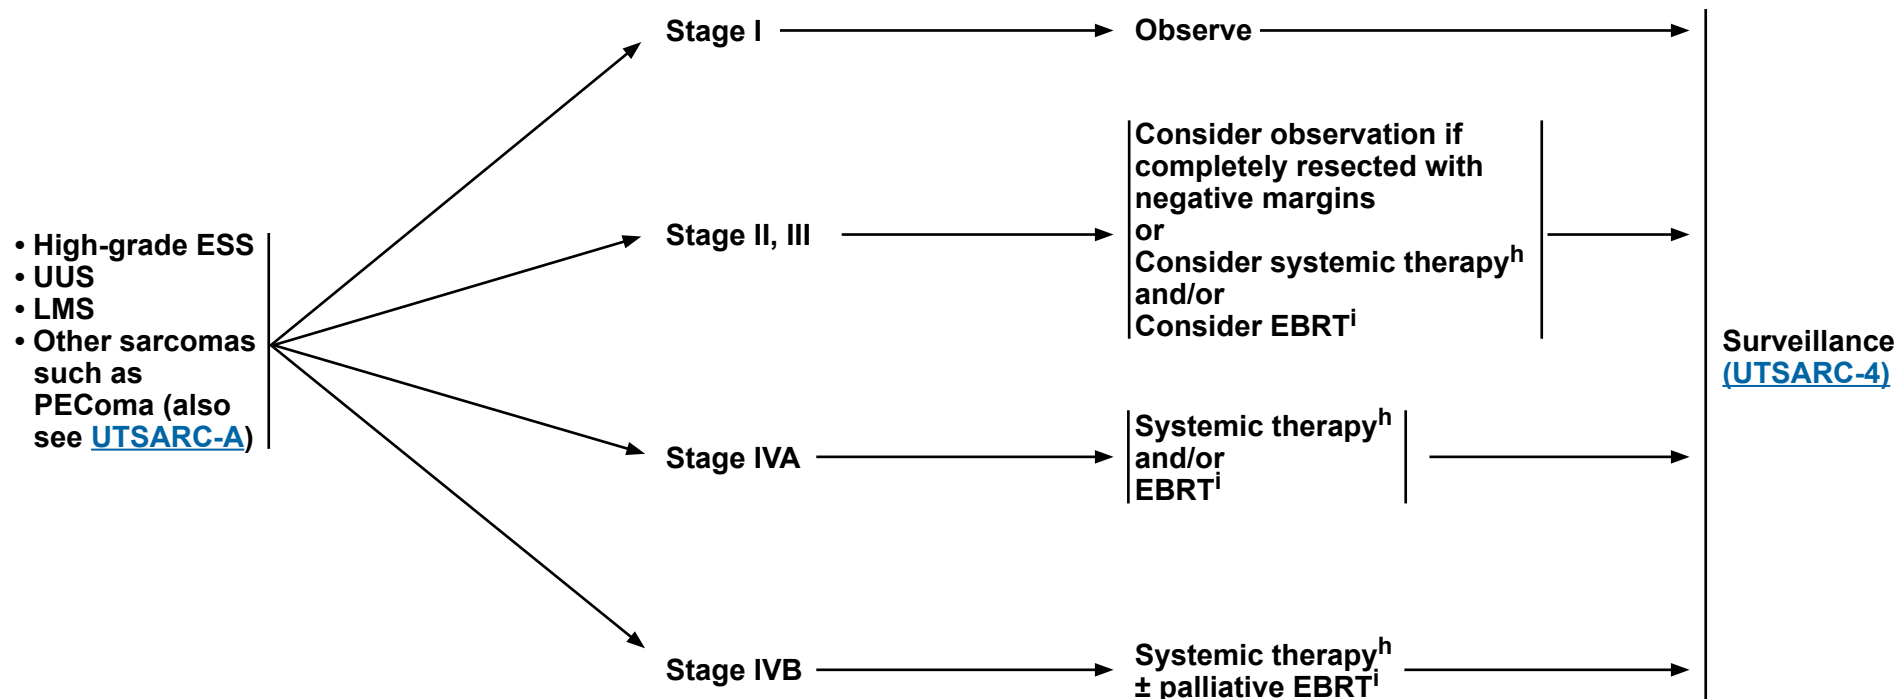 • High-grade ESS
• UUS
• LMS
• Other sarcomas
such as
PEComa (also
see UTSARC-A)
Stage I
Observe
Stage II, III
Consider observation if
completely resected with
negative margins
or
Consider systemic therapyʰ
and/or
Consider EBRTⁱ
Stage IVA
Systemic therapyʰ
and/or
EBRTⁱ
Stage IVB
Systemic therapyʰ
± palliative EBRTⁱ
Surveillance
(UTSARC-4)